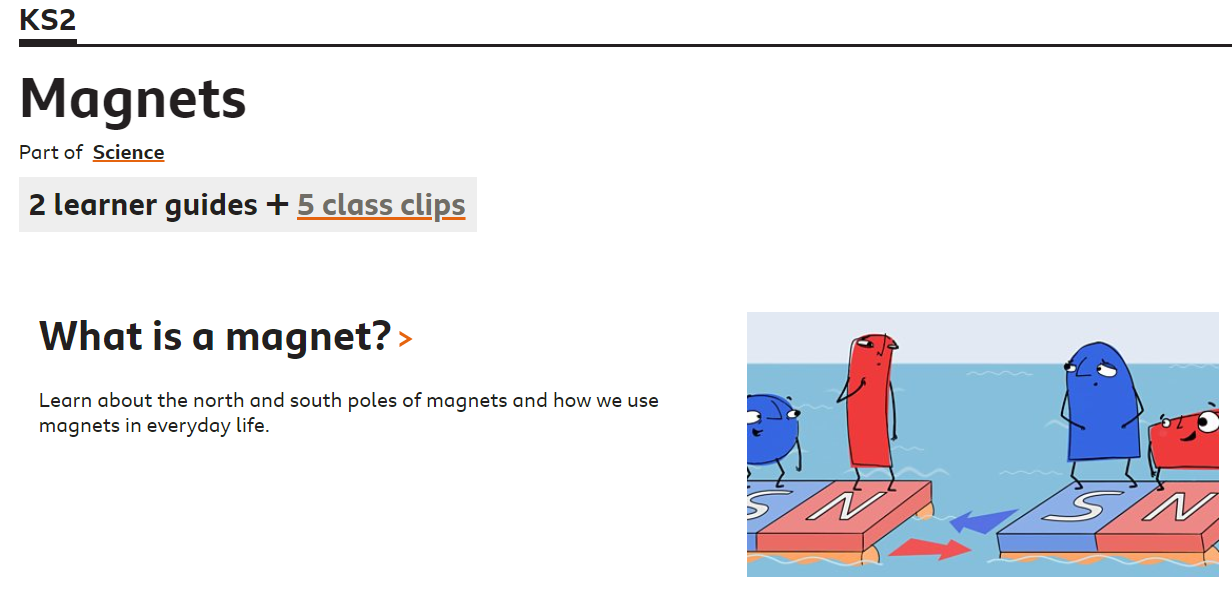 KS2
Magnets
Part of Science
2 learner guides + 5 class clips
What is a magnet? >
Learn about the north and south poles of magnets and how we use
magnets in everyday life.
S N S N